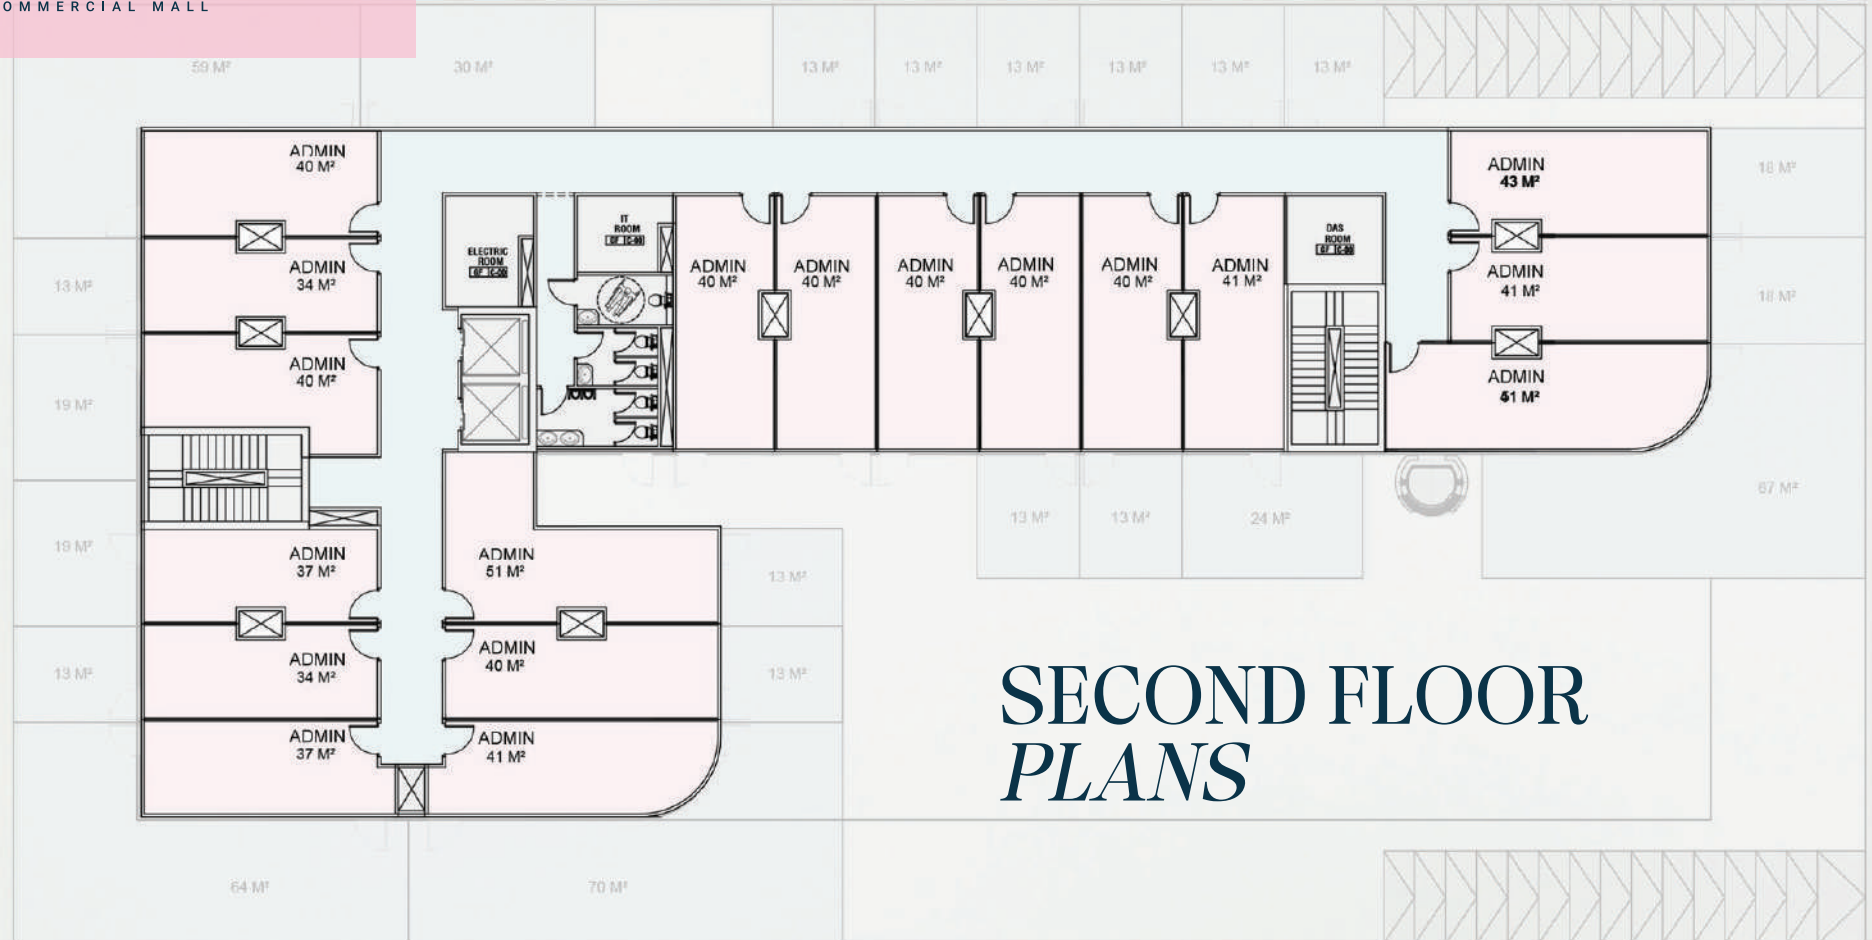 OMMERCIAL MALL
59 M²
30 M²
13 M²
13 M²
13 M²
13 M²
13 M²
13 M²
ADMIN
40 M²
ADMIN
43 M²
18 M²
IT
ROOM
DAS
ROOM
ELECTRIC
ROOM
ADMIN
34 M²
ADMIN
40 M²
ADMIN
40 M²
ADMIN
40 M²
ADMIN
40 M²
ADMIN
40 M²
ADMIN
41 M²
ADMIN
41 M²
13 M²
18 M²
ADMIN
40 M²
ADMIN
51 M²
19 M²
67 M²
13 M²
13 M²
24 M²
19 M²
ADMIN
37 M²
ADMIN
51 M²
13 M²
ADMIN
34 M²
ADMIN
40 M²
13 M²
13 M²
SECOND FLOOR
PLANS
ADMIN
37 M²
ADMIN
41 M²
64 M²
70 M²